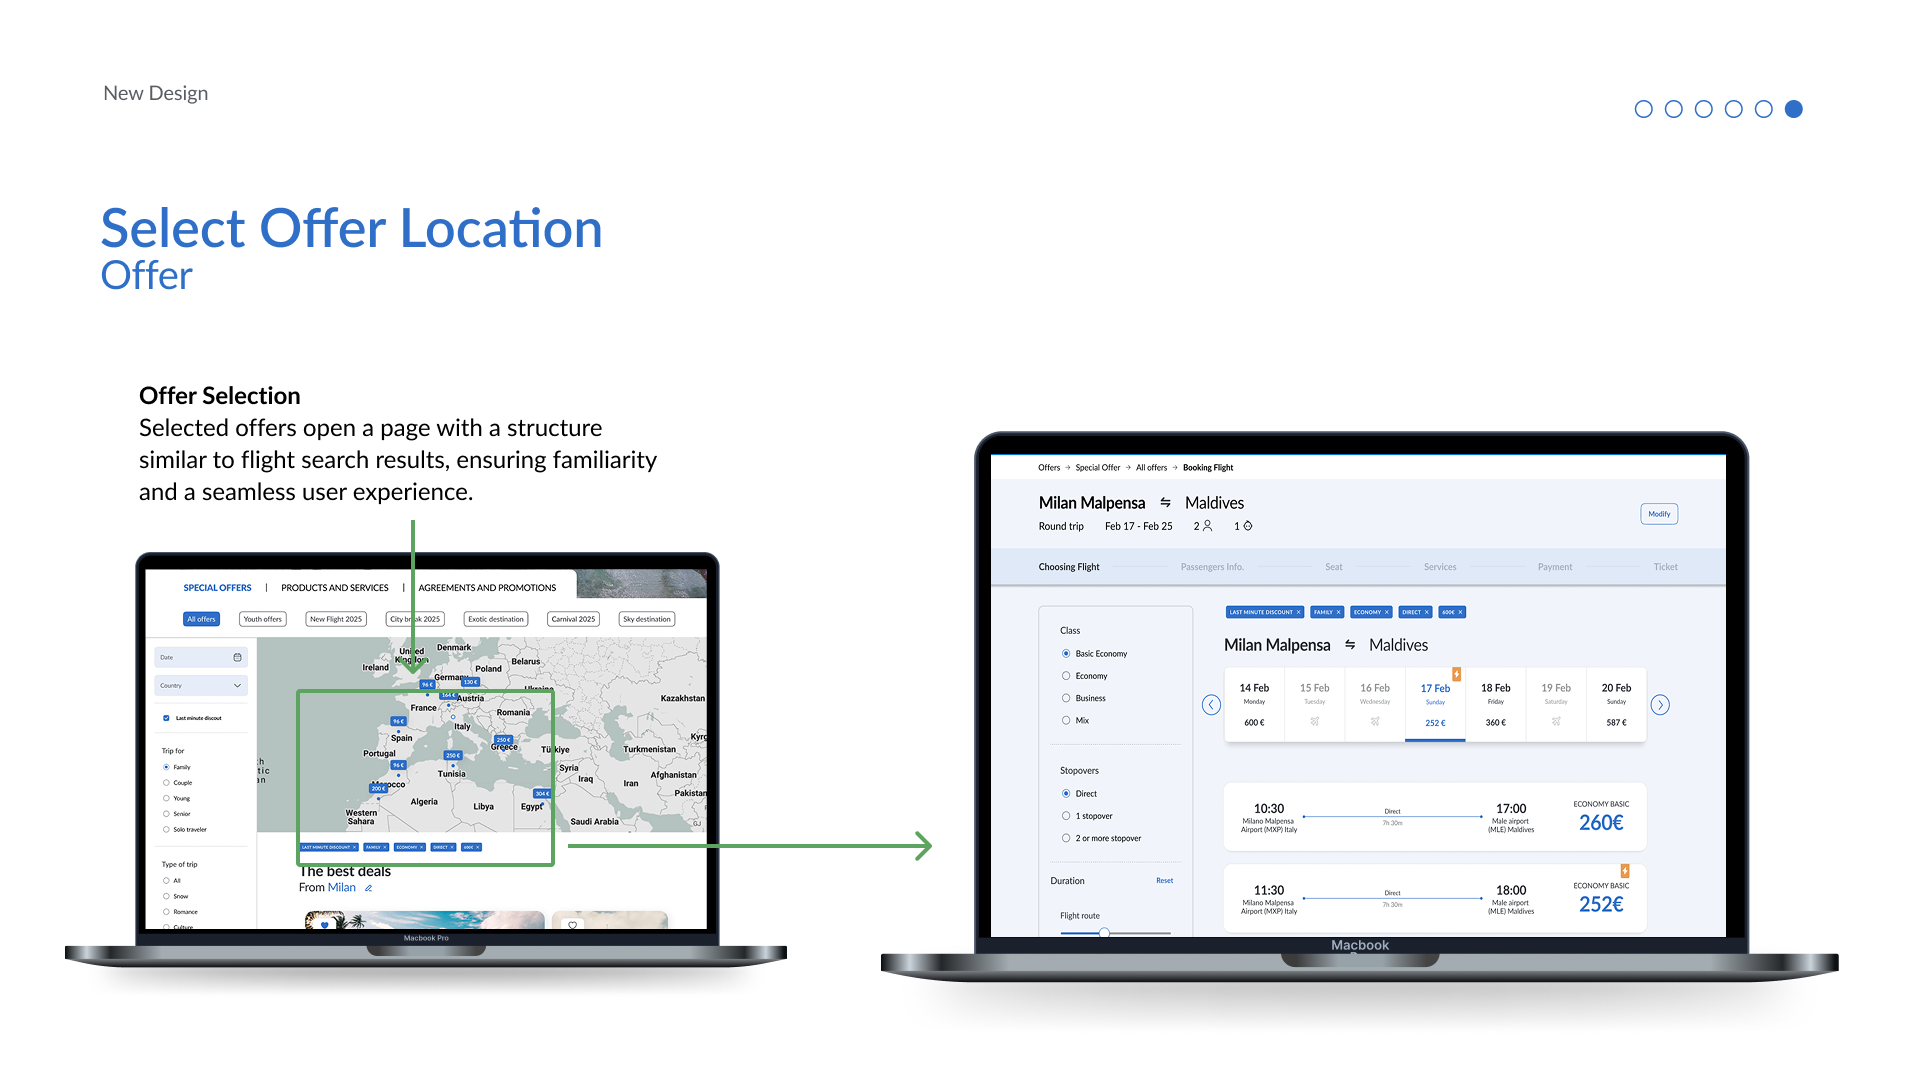 New Design
Select Offer Location
Offer
Offer Selection
Selected offers open a page with a structure
similar to flight search results, ensuring familiarity
and a seamless user experience.
SPECIAL OFFERS | PRODUCTS AND SERVICES | AGREEMENTS AND PROMOTIONS
All offers Youth offers New Flight 2025 City break 2025 Exotic destination Carnival 2025 Sky destination
Date
Country
Last minute discout
Trip for
Family
Couple
Young
Senior
Solo traveler
Type of trip
All
Snow
Romance
Culture
United Kingdom
Denmark
Ireland
Poland
Belarus
Germany
130 €
96 €
164 €
Austria
Ukraine
Kazakhstan
France
Romania
96 €
Italy
Spain
250 €
Greece
Türkiye
Turkmenistan
Portugal
250 €
96 €
Tunisia
Syria
Iraq
Iran
Afghanistan
Morocco
200 €
304 €
Pakistan
Algeria
Libya
Egypt
Western
Sahara
Saudi Arabia
GJ
LAST MINUTE DISCOUNT × FAMILY × ECONOMY × DIRECT × 600€ ×
The best deals
From Milan
Macbook Pro
Offers → Special Offer → All offers → Booking Flight
Milan Malpensa ⇋ Maldives
Round trip Feb 17 - Feb 25 2 1
Modify
Choosing Flight Passengers Info. Seat Services Payment Ticket
Class
Basic Economy
Economy
Business
Mix
Stopovers
Direct
1 stopover
2 or more stopover
Duration Reset
Flight route
LAST MINUTE DISCOUNT × FAMILY × ECONOMY × DIRECT × 600€ ×
Milan Malpensa ⇋ Maldives
14 Feb 15 Feb 16 Feb 17 Feb 18 Feb 19 Feb 20 Feb
Monday Tuesday Wednesday Sunday Friday Saturday Sunday
600 € 252 € 360 € 587 €
10:30 Direct 17:00 ECONOMY BASIC
Milano Malpensa 7h 30m Male airport 260€
Airport (MXP) Italy (MLE) Maldives
11:30 Direct 18:00 ECONOMY BASIC
Milano Malpensa 7h 30m Male airport 252€
Airport (MXP) Italy (MLE) Maldives
Macbook